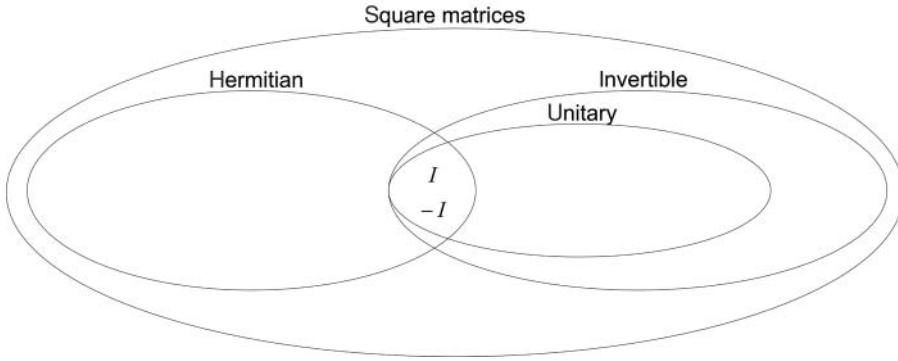 Square matrices
Hermitian
Invertible
Unitary
I
−I